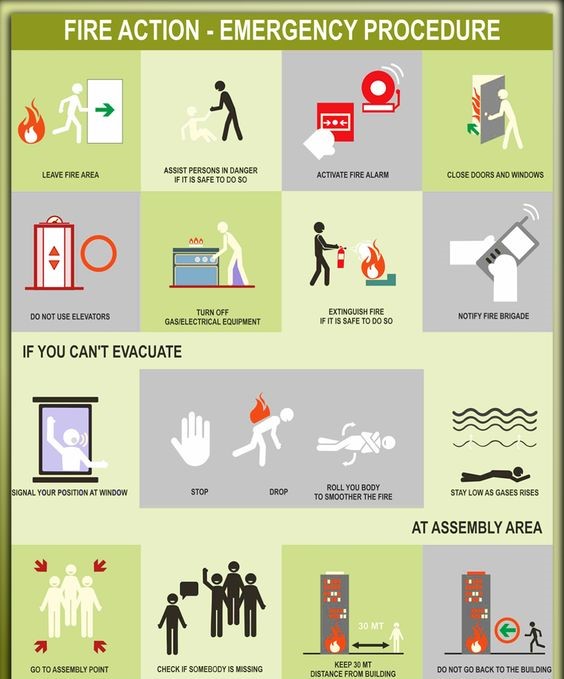 FIRE ACTION - EMERGENCY PROCEDURE
LEAVE FIRE AREA
ASSIST PERSONS IN DANGER
IF IT IS SAFE TO DO SO
ACTIVATE FIRE ALARM
CLOSE DOORS AND WINDOWS
DO NOT USE ELEVATORS
TURN OFF
GAS/ELECTRICAL EQUIPMENT
EXTINGUISH FIRE
IF IT IS SAFE TO DO SO
NOTIFY FIRE BRIGADE
IF YOU CAN'T EVACUATE
SIGNAL YOUR POSITION AT WINDOW
STOP
DROP
ROLL YOU BODY
TO SMOOTHER THE FIRE
STAY LOW AS GASES RISES
AT ASSEMBLY AREA
GO TO ASSEMBLY POINT
CHECK IF SOMEBODY IS MISSING
30 MT
KEEP 30 MT
DISTANCE FROM BUILDING
DO NOT GO BACK TO THE BUILDING